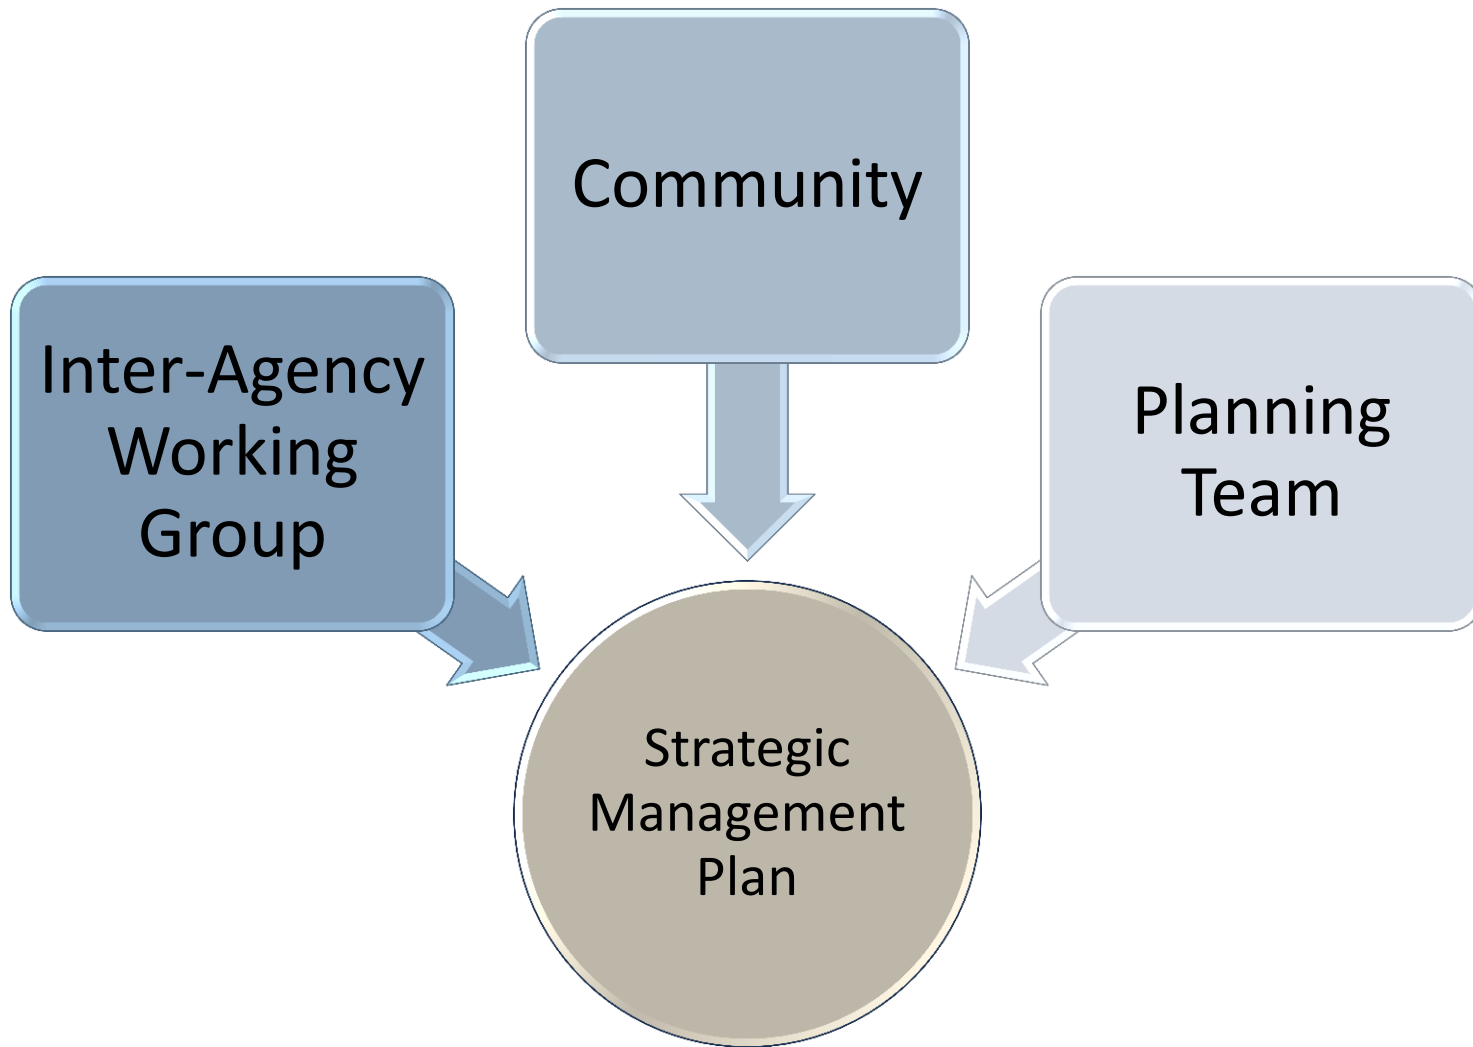 Community
Inter-Agency
Working
Group
Planning
Team
Strategic
Management
Plan